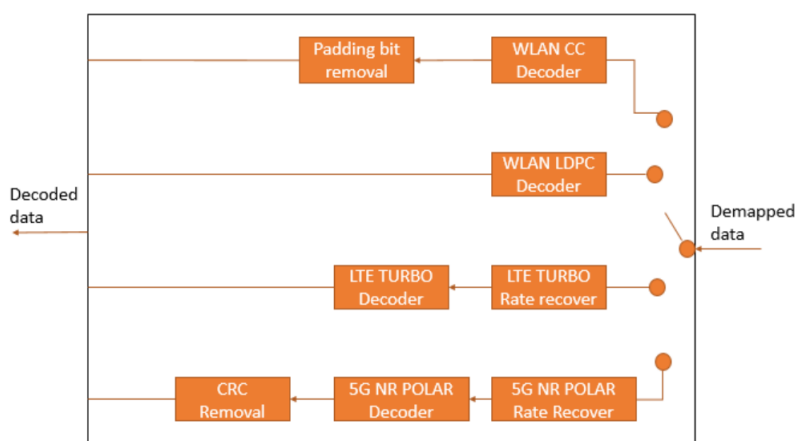 Padding bit
removal
WLAN CC
Decoder
WLAN LDPC
Decoder
Decoded
data
Demapped
data
LTE TURBO
Decoder
LTE TURBO
Rate recover
CRC
Removal
5G NR POLAR
Decoder
5G NR POLAR
Rate Recover